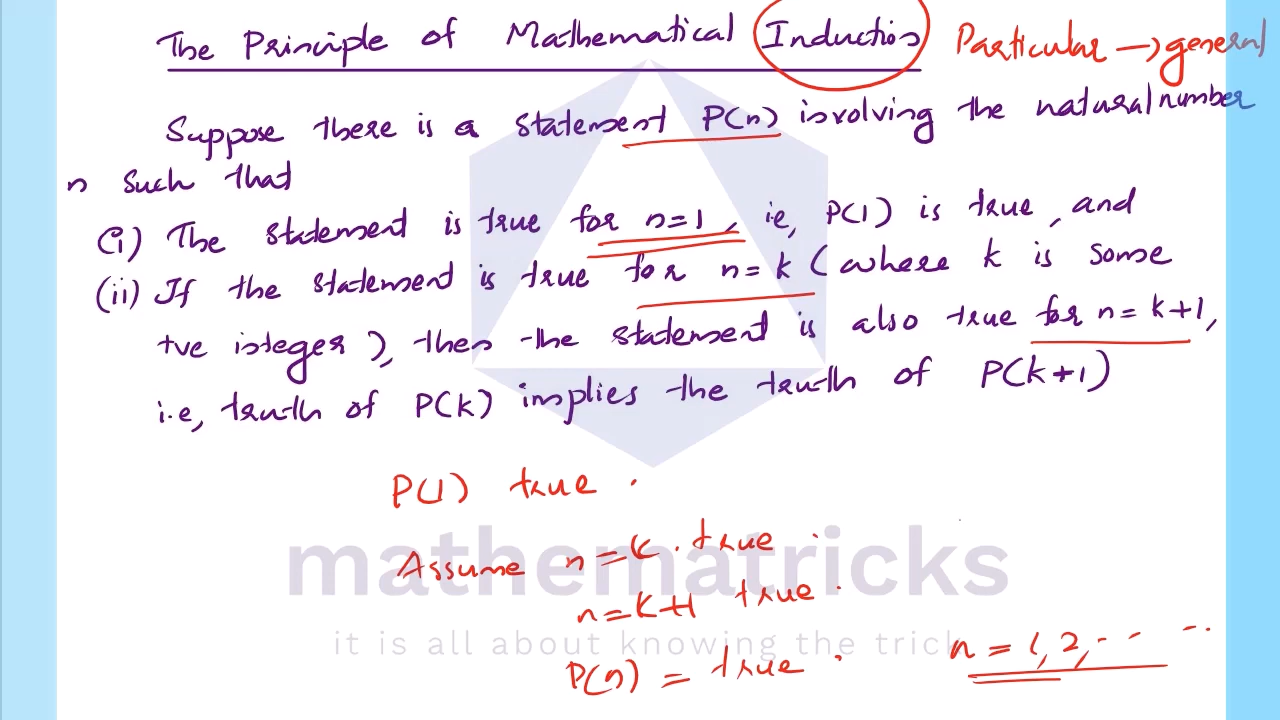 The Principle of Mathematical Induction Particular → general
Suppose there is a statement P(n) involving the natural number
n such that
(i) The statement is true for n=1, ie, P(1) is true, and
(ii) If the statement is true for n=k (where k is some
+ve integer), then the statement is also true for n=k+1,
i.e, truth of P(k) implies the truth of P(k+1)
P(1) true.
Assume n=k. true.
mathematricks
n=k+1 true.
it is all about knowing the trick
P(n) = true.
n = 1,2,-- --.